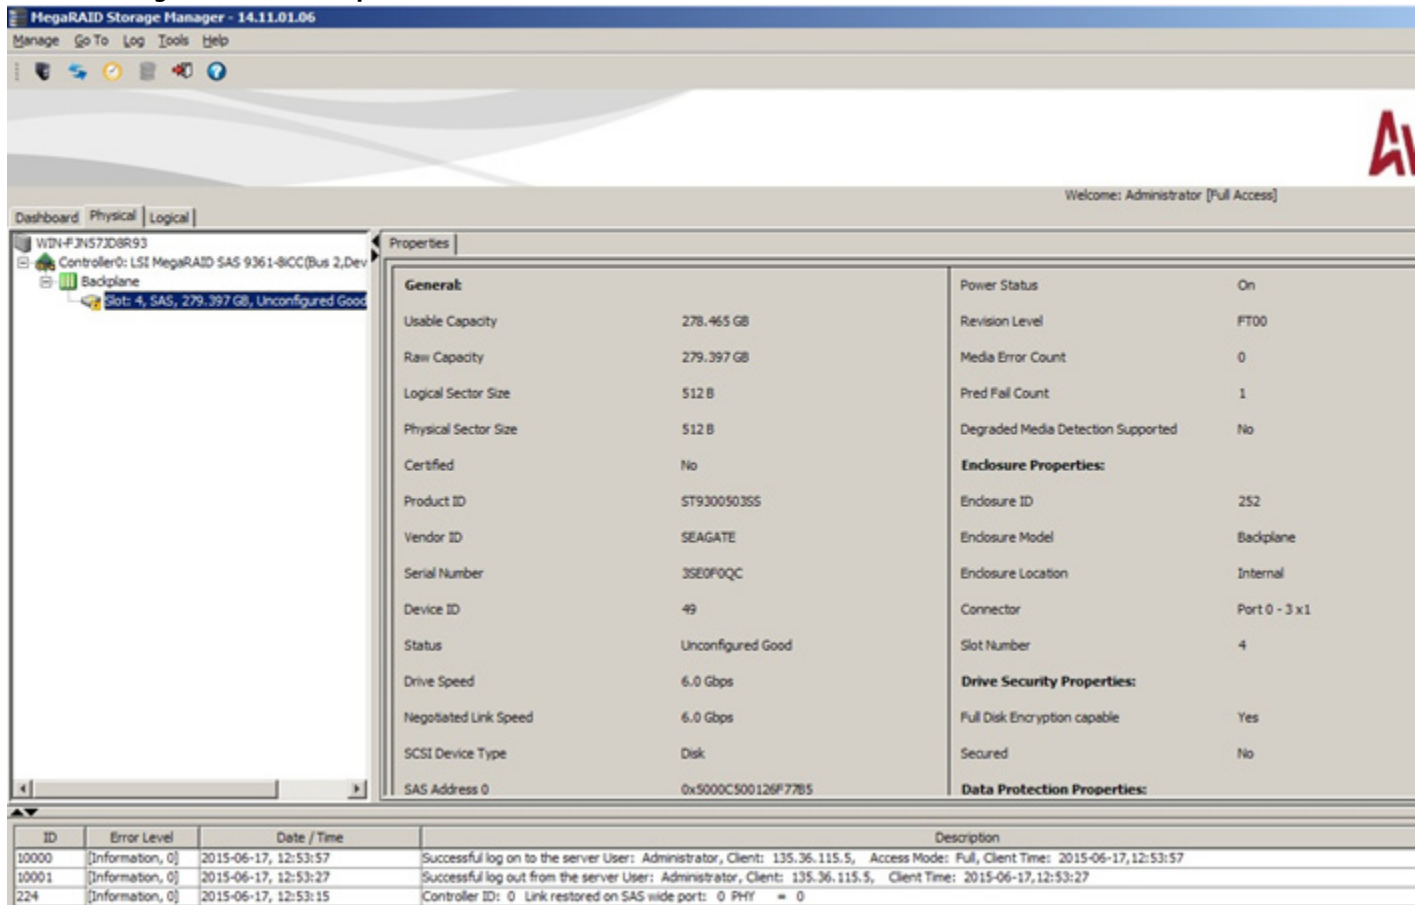 MegaRAID Storage Manager - 14.11.01.06
Manage Go To Log Tools Help
Welcome: Administrator [Full Access]
Dashboard Physical Logical
WIN-FJN57JD8R93
Controller0: LSI MegaRAID SAS 9361-8iCC(Bus 2,Dev
Backplane
Slot: 4, SAS, 279.397 GB, Unconfigured Good
Properties
General:
Usable Capacity 278.465 GB
Raw Capacity 279.397 GB
Logical Sector Size 512 B
Physical Sector Size 512 B
Certified No
Product ID ST9300503SS
Vendor ID SEAGATE
Serial Number 3SE0F0QC
Device ID 49
Status Unconfigured Good
Drive Speed 6.0 Gbps
Negotiated Link Speed 6.0 Gbps
SCSI Device Type Disk
SAS Address 0 0x5000C500126F77B5
Power Status On
Revision Level FT00
Media Error Count 0
Pred Fail Count 1
Degraded Media Detection Supported No
Enclosure Properties:
Enclosure ID 252
Enclosure Model Backplane
Enclosure Location Internal
Connector Port 0 - 3 x1
Slot Number 4
Drive Security Properties:
Full Disk Encryption capable Yes
Secured No
Data Protection Properties:
ID Error Level Date / Time Description
10000 [Information, 0] 2015-06-17, 12:53:57 Successful log on to the server User: Administrator, Client: 135.36.115.5, Access Mode: Full, Client Time: 2015-06-17,12:53:57
10001 [Information, 0] 2015-06-17, 12:53:27 Successful log out from the server User: Administrator, Client: 135.36.115.5, Client Time: 2015-06-17,12:53:27
224 [Information, 0] 2015-06-17, 12:53:15 Controller ID: 0 Link restored on SAS wide port: 0 PHY = 0